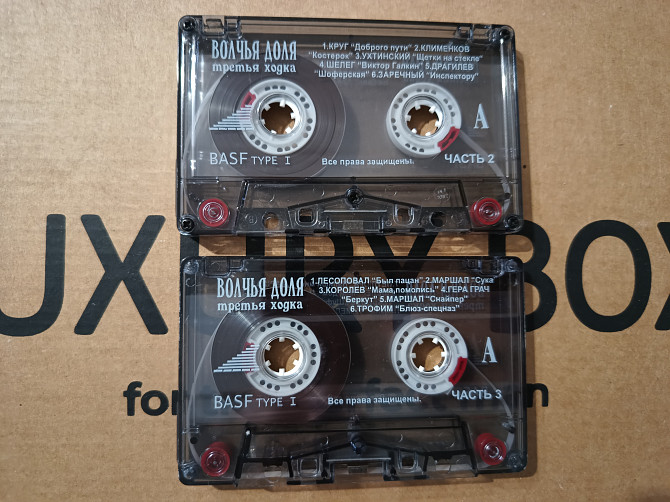 ВОЛЧЬЯ ДОЛЯ
третья ходка
1.КРУГ "Доброго пути" 2.КЛИМЕНКОВ
"Костерок" 3.УХТИНСКИЙ "Щетки на стекле"
4.ШЕЛЕГ "Виктор Галкин" 5.ДРАГИЛЕВ
"Шоферская" 6.ЗАРЕЧНЫЙ "Инспектору"
A
BASF TYPE I
Все права защищены.
ЧАСТЬ 2
UXURY BOX
ВОЛЧЬЯ ДОЛЯ
третья ходка
1.ЛЕСОПОВАЛ "Был пацан" 2.МАРШАЛ "Сука"
3.КОРОЛЕВ "Мама,помолись" 4.ГЕРА ГРАЧ
"Беркут" 5.МАРШАЛ "Снайпер"
6.ТРОФИМ "Блюз-спецназ"
A
BASF TYPE I
Все права защищены.
ЧАСТЬ 3
for